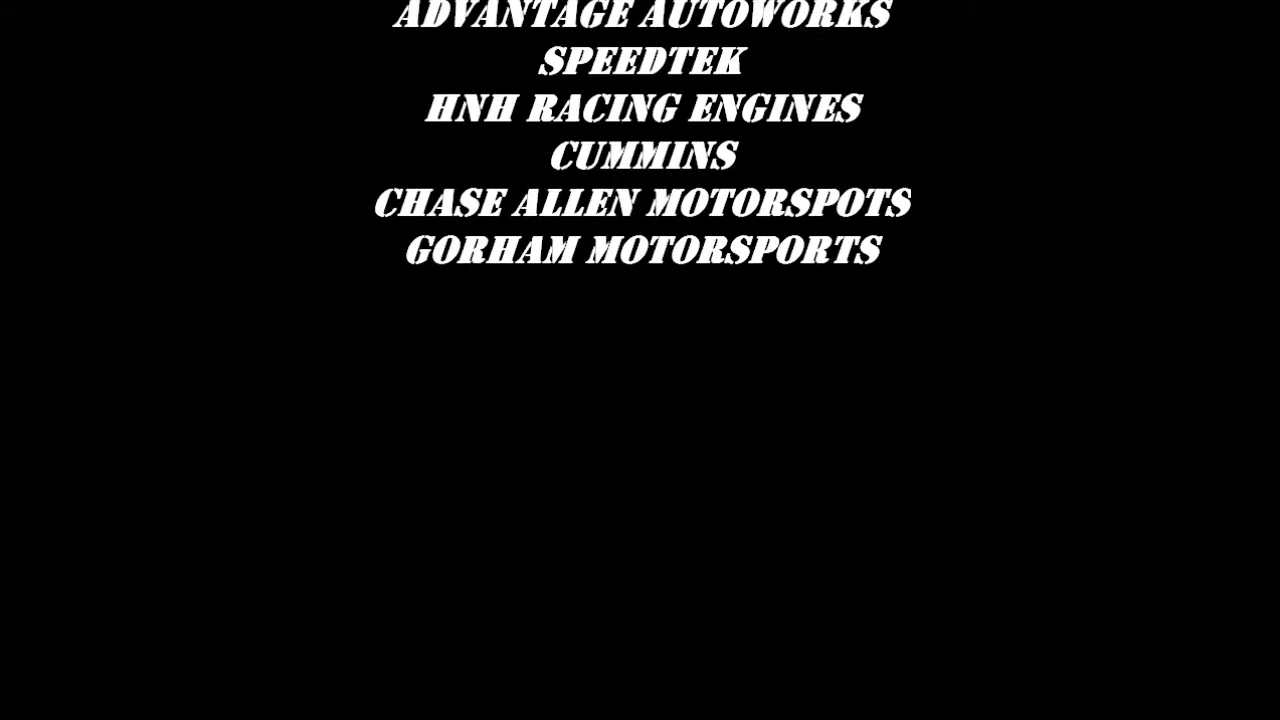 ADVANTAGE AUTOWORKS
SPEEDTEK
HNH RACING ENGINES
CUMMINS
CHASE ALLEN MOTORSPOTS
GORHAM MOTORSPORTS